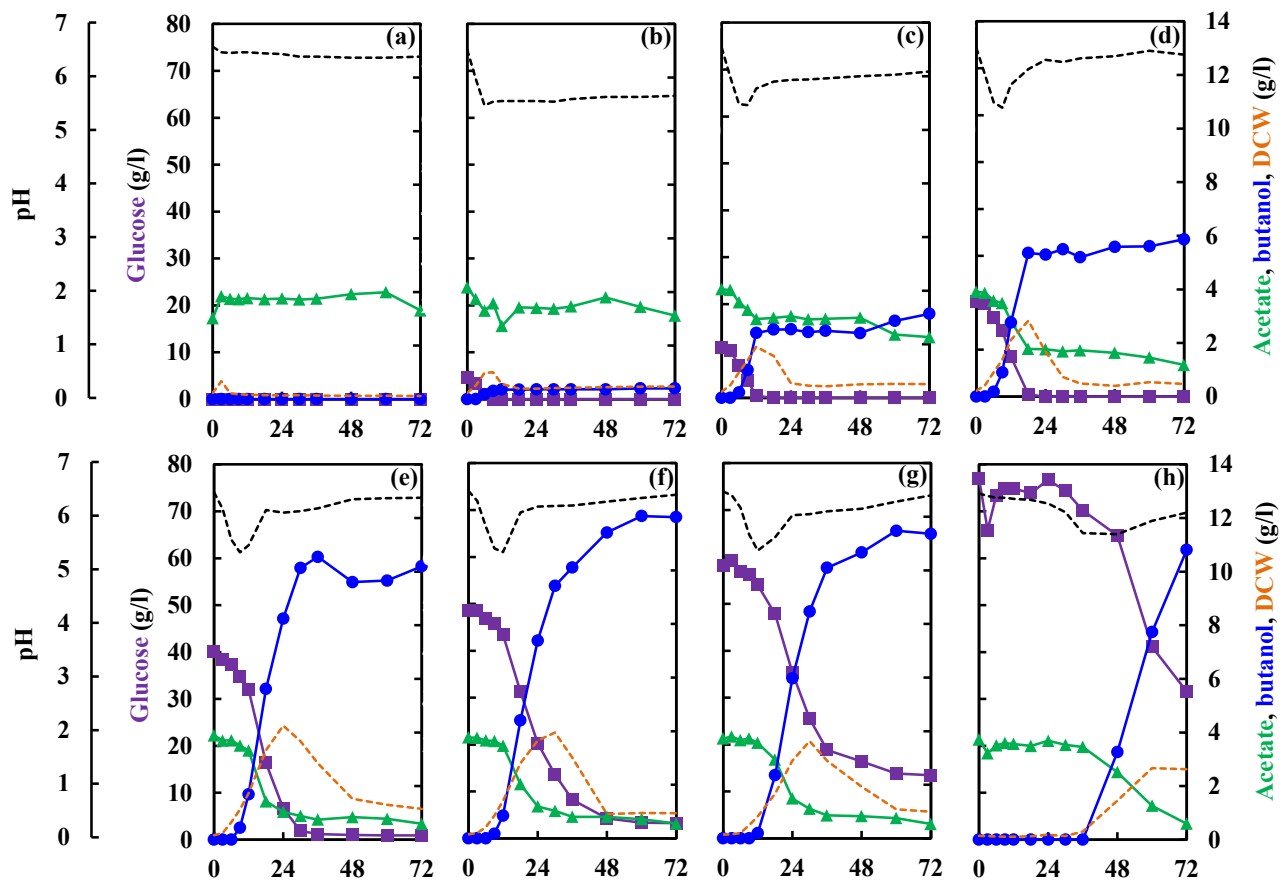 7 80 (a) (b) (c) (d) 14
6 70 12
5 60 10
50
4 8
40
3 6
30
2 20 4
1 10 2
0 0 0
pH
Glucose (g/l)
Acetate, butanol, DCW (g/l)
0 24 48 72 0 24 48 72 0 24 48 72 0 24 48 72
7 80 (e) (f) (g) (h) 14
6 70 12
5 60 10
50
4 8
40
3 6
30
2 20 4
1 10 2
0 0 0
pH
Glucose (g/l)
Acetate, butanol, DCW (g/l)
0 24 48 72 0 24 48 72 0 24 48 72 0 24 48 72